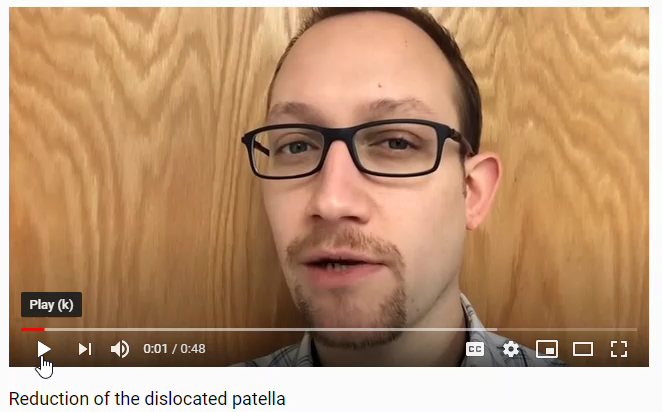 Play (k)
0:01 / 0:48
CC
Reduction of the dislocated patella